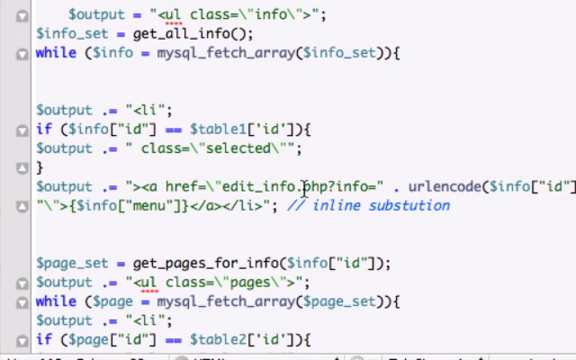 $output = "<ul class=\"info\">";
$info_set = get_all_info();
while ($info = mysql_fetch_array($info_set)){
$output .= "<li";
if ($info["id"] == $table1['id']){
$output .= " class=\"selected\"";
}
$output .= "><a href=\"edit_info.php?info=" . urlencode($info["id"]
"\">{$info["menu"]}</a></li>"; // inline substution
$page_set = get_pages_for_info($info["id"]);
$output .= "<ul class=\"pages\">";
while ($page = mysql_fetch_array($page_set)){
$output .= "<li";
if ($page["id"] == $table2['id']){